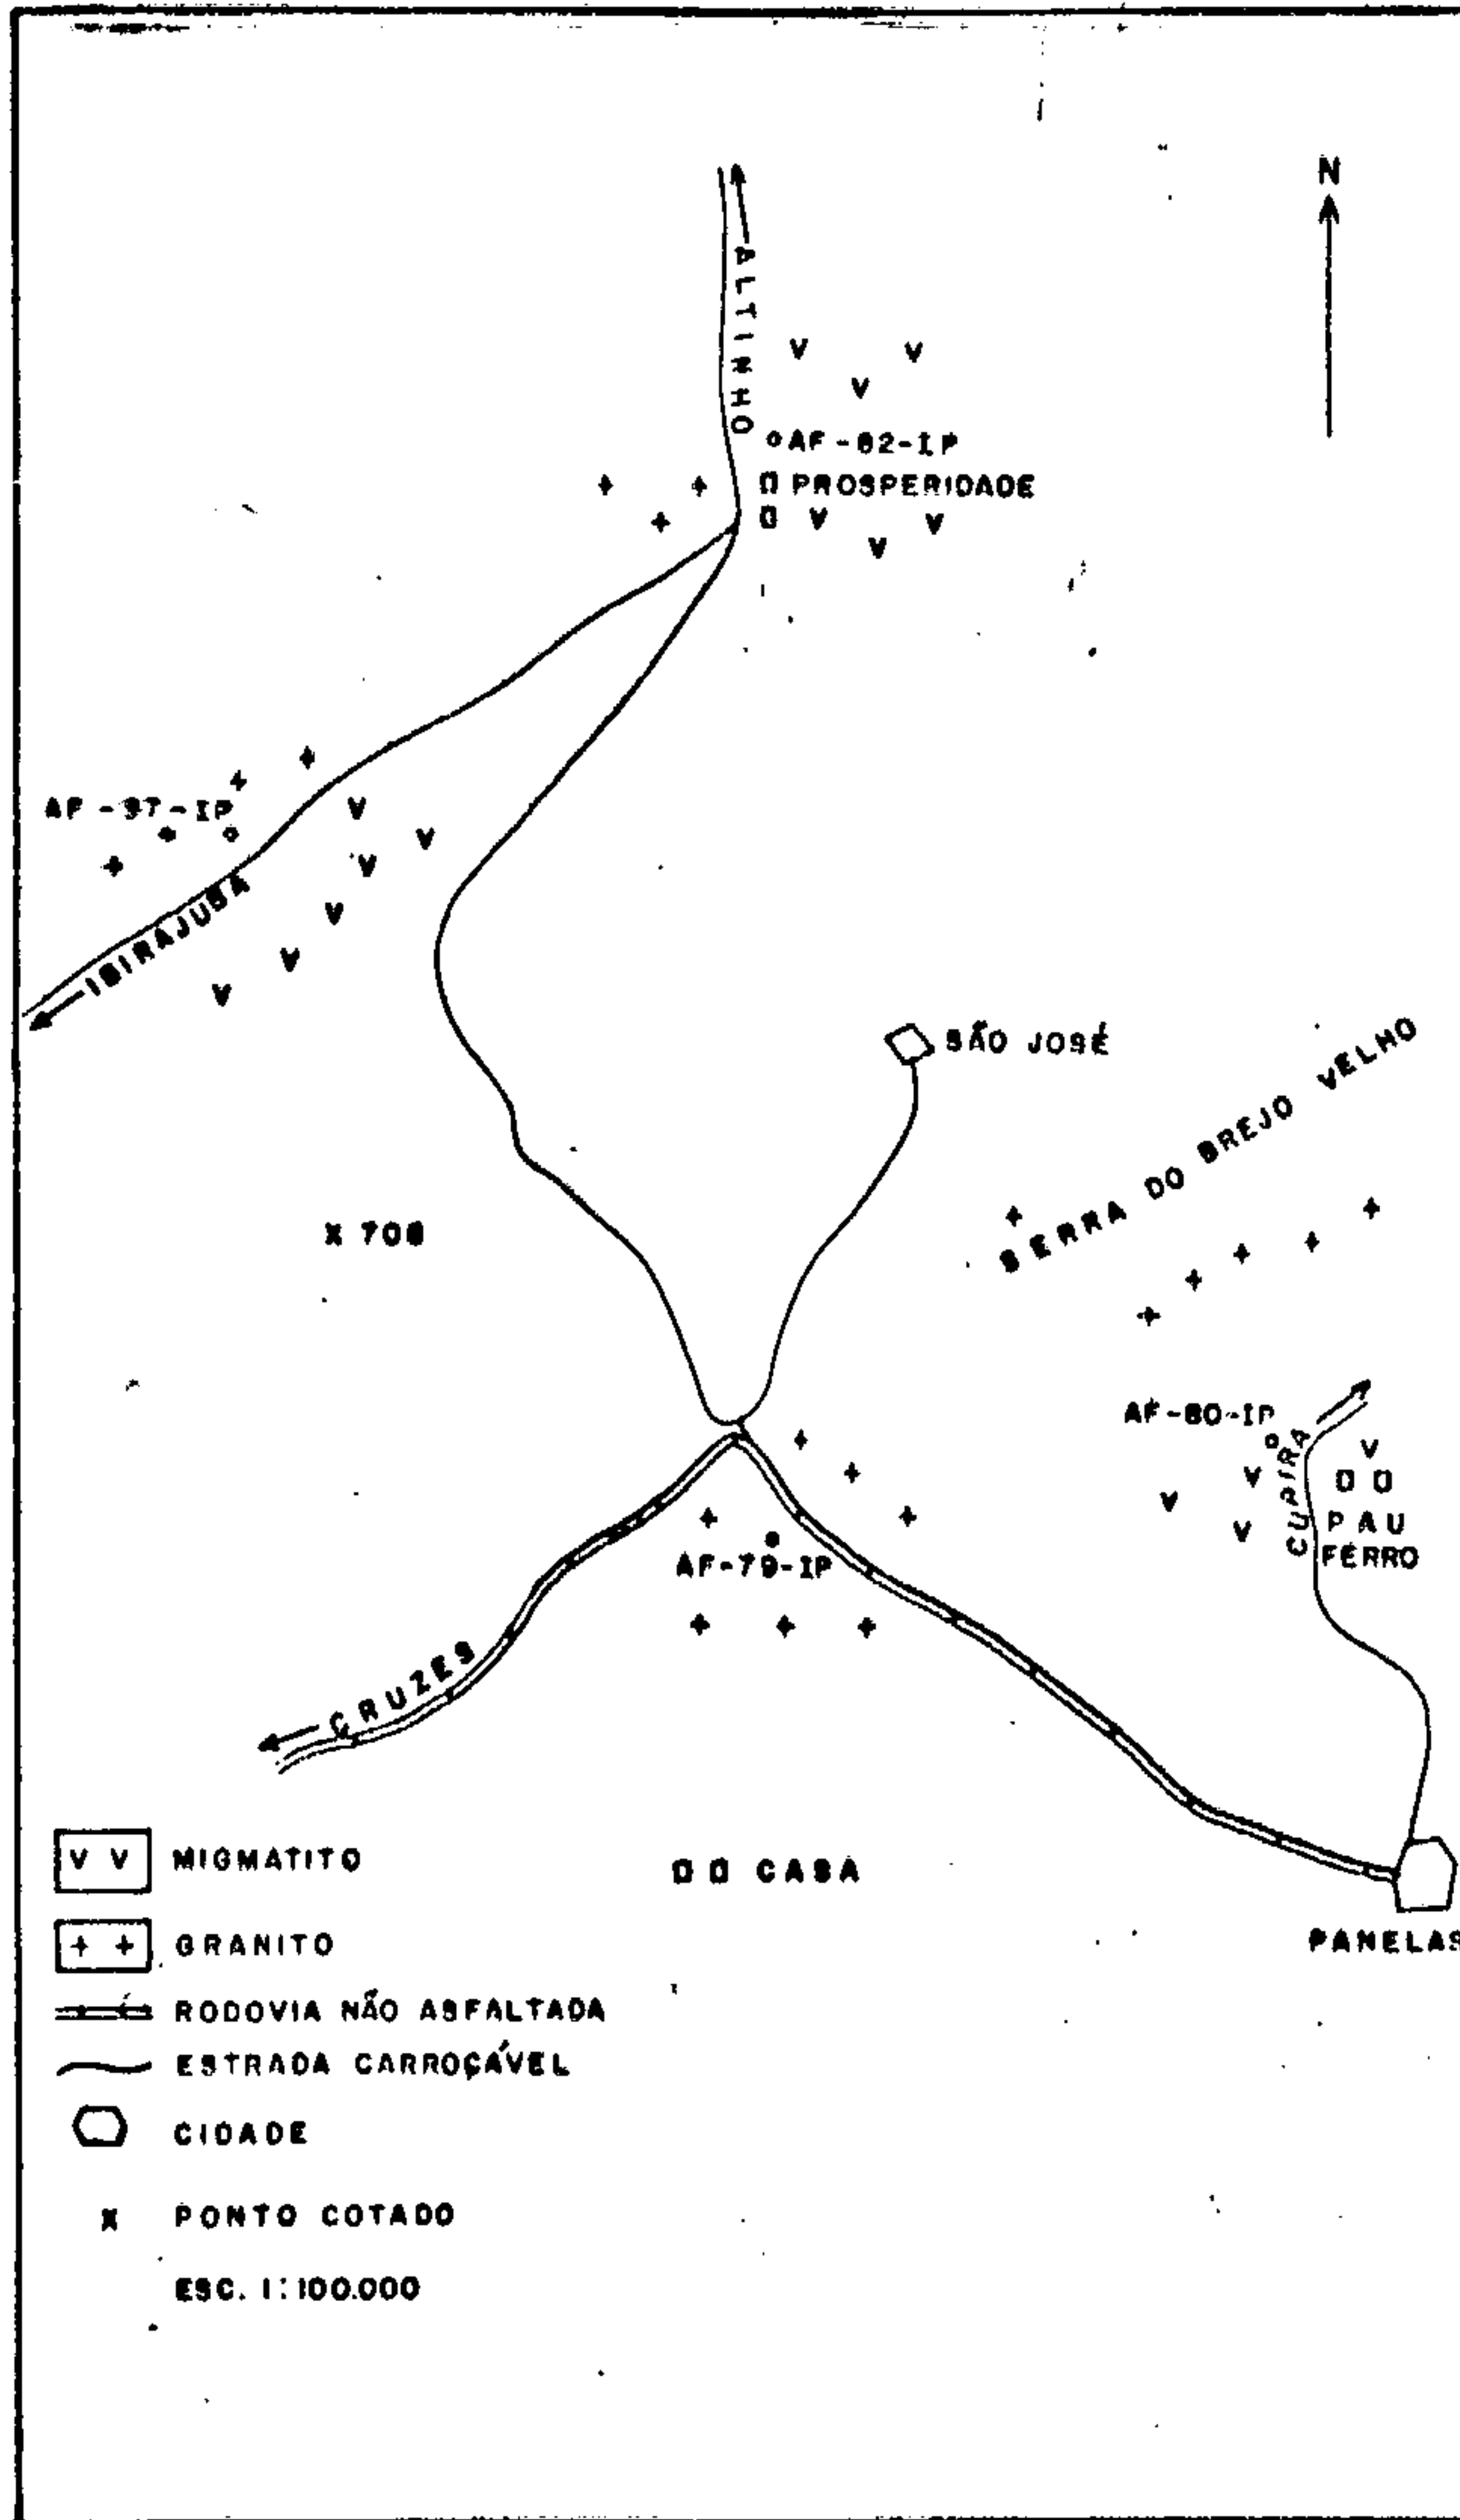 N
ALTINHO
AF-82-IP
PROSPERIDADE
AF-97-IP
IBIRAJUBA
SÃO JOSÉ
SERRA DO BREJO VELHO
X 708
AF-80-IP
CUPIRA
PAU
FERRO
AF-79-IP
CRUZES
V V MIGMATITO
CASA
+ + GRANITO
PANELAS
RODOVIA NÃO ASFALTADA
ESTRADA CARROÇÁVEL
CIDADE
X PONTO COTADO
ESC. 1:100.000